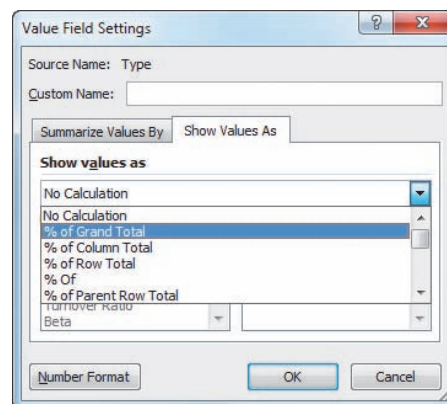 Value Field Settings
Source Name: Type
Custom Name:
Summarize Values By Show Values As
Show values as
No Calculation
No Calculation
% of Grand Total
% of Column Total
% of Row Total
% Of
% of Parent Row Total
Turnover Ratio
Beta
Number Format OK Cancel